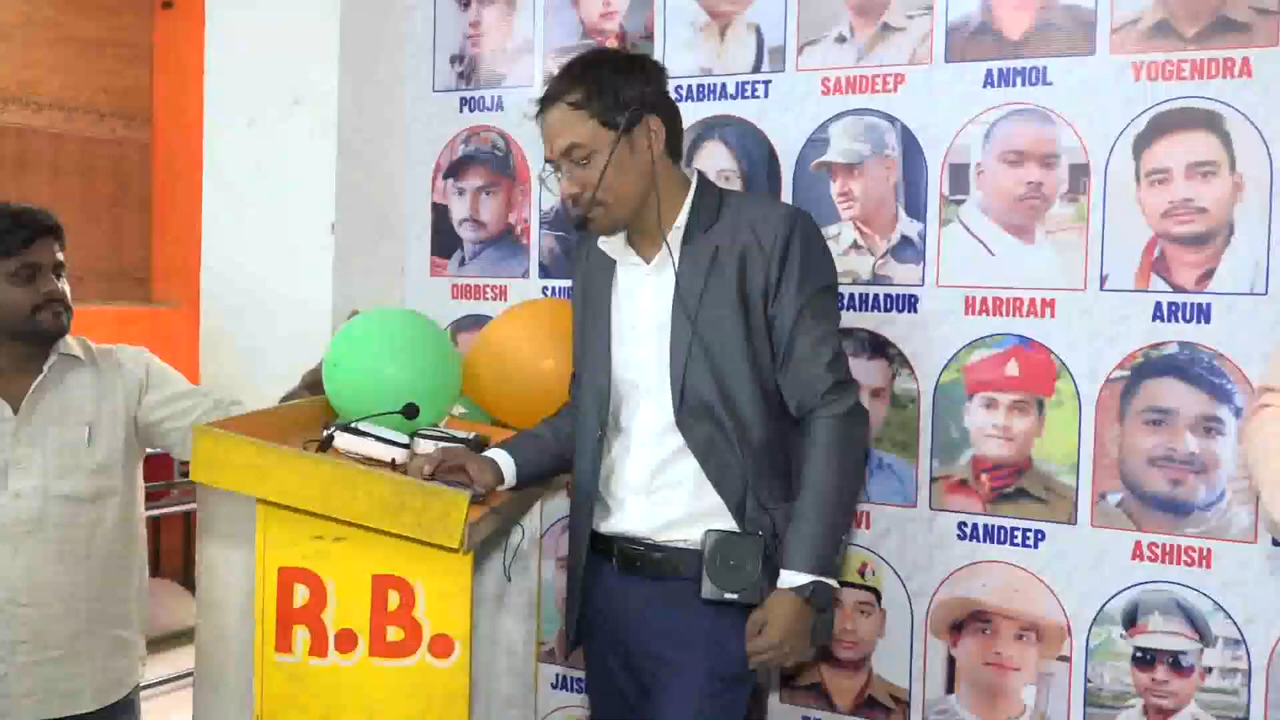 POOJA
SABHAJEET
SANDEEP
ANMOL
YOGENDRA
DIBBESH
BAHADUR
HARIRAM
ARUN
SANDEEP
ASHISH
R.B.